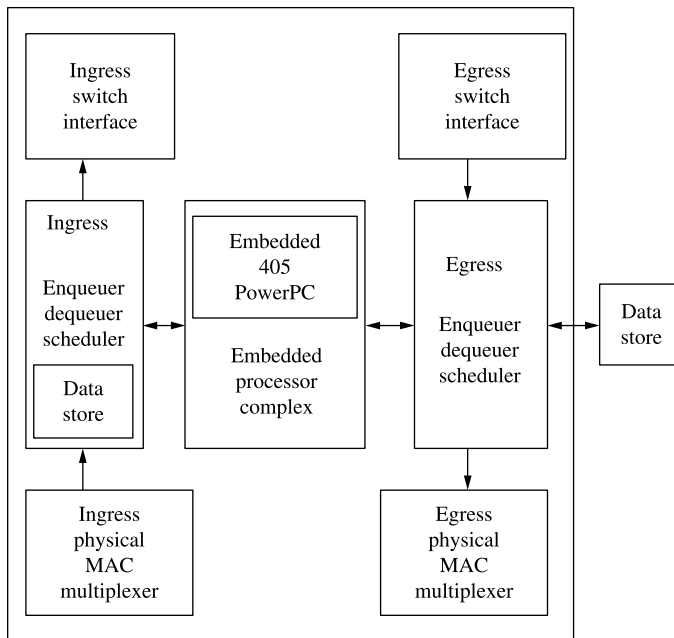 Ingress
switch
interface
Egress
switch
interface
Ingress
Enqueuer
dequeuer
scheduler
Data
store
Embedded
405
PowerPC
Embedded
processor
complex
Egress
Enqueuer
dequeuer
scheduler
Data
store
Ingress
physical
MAC
multiplexer
Egress
physical
MAC
multiplexer